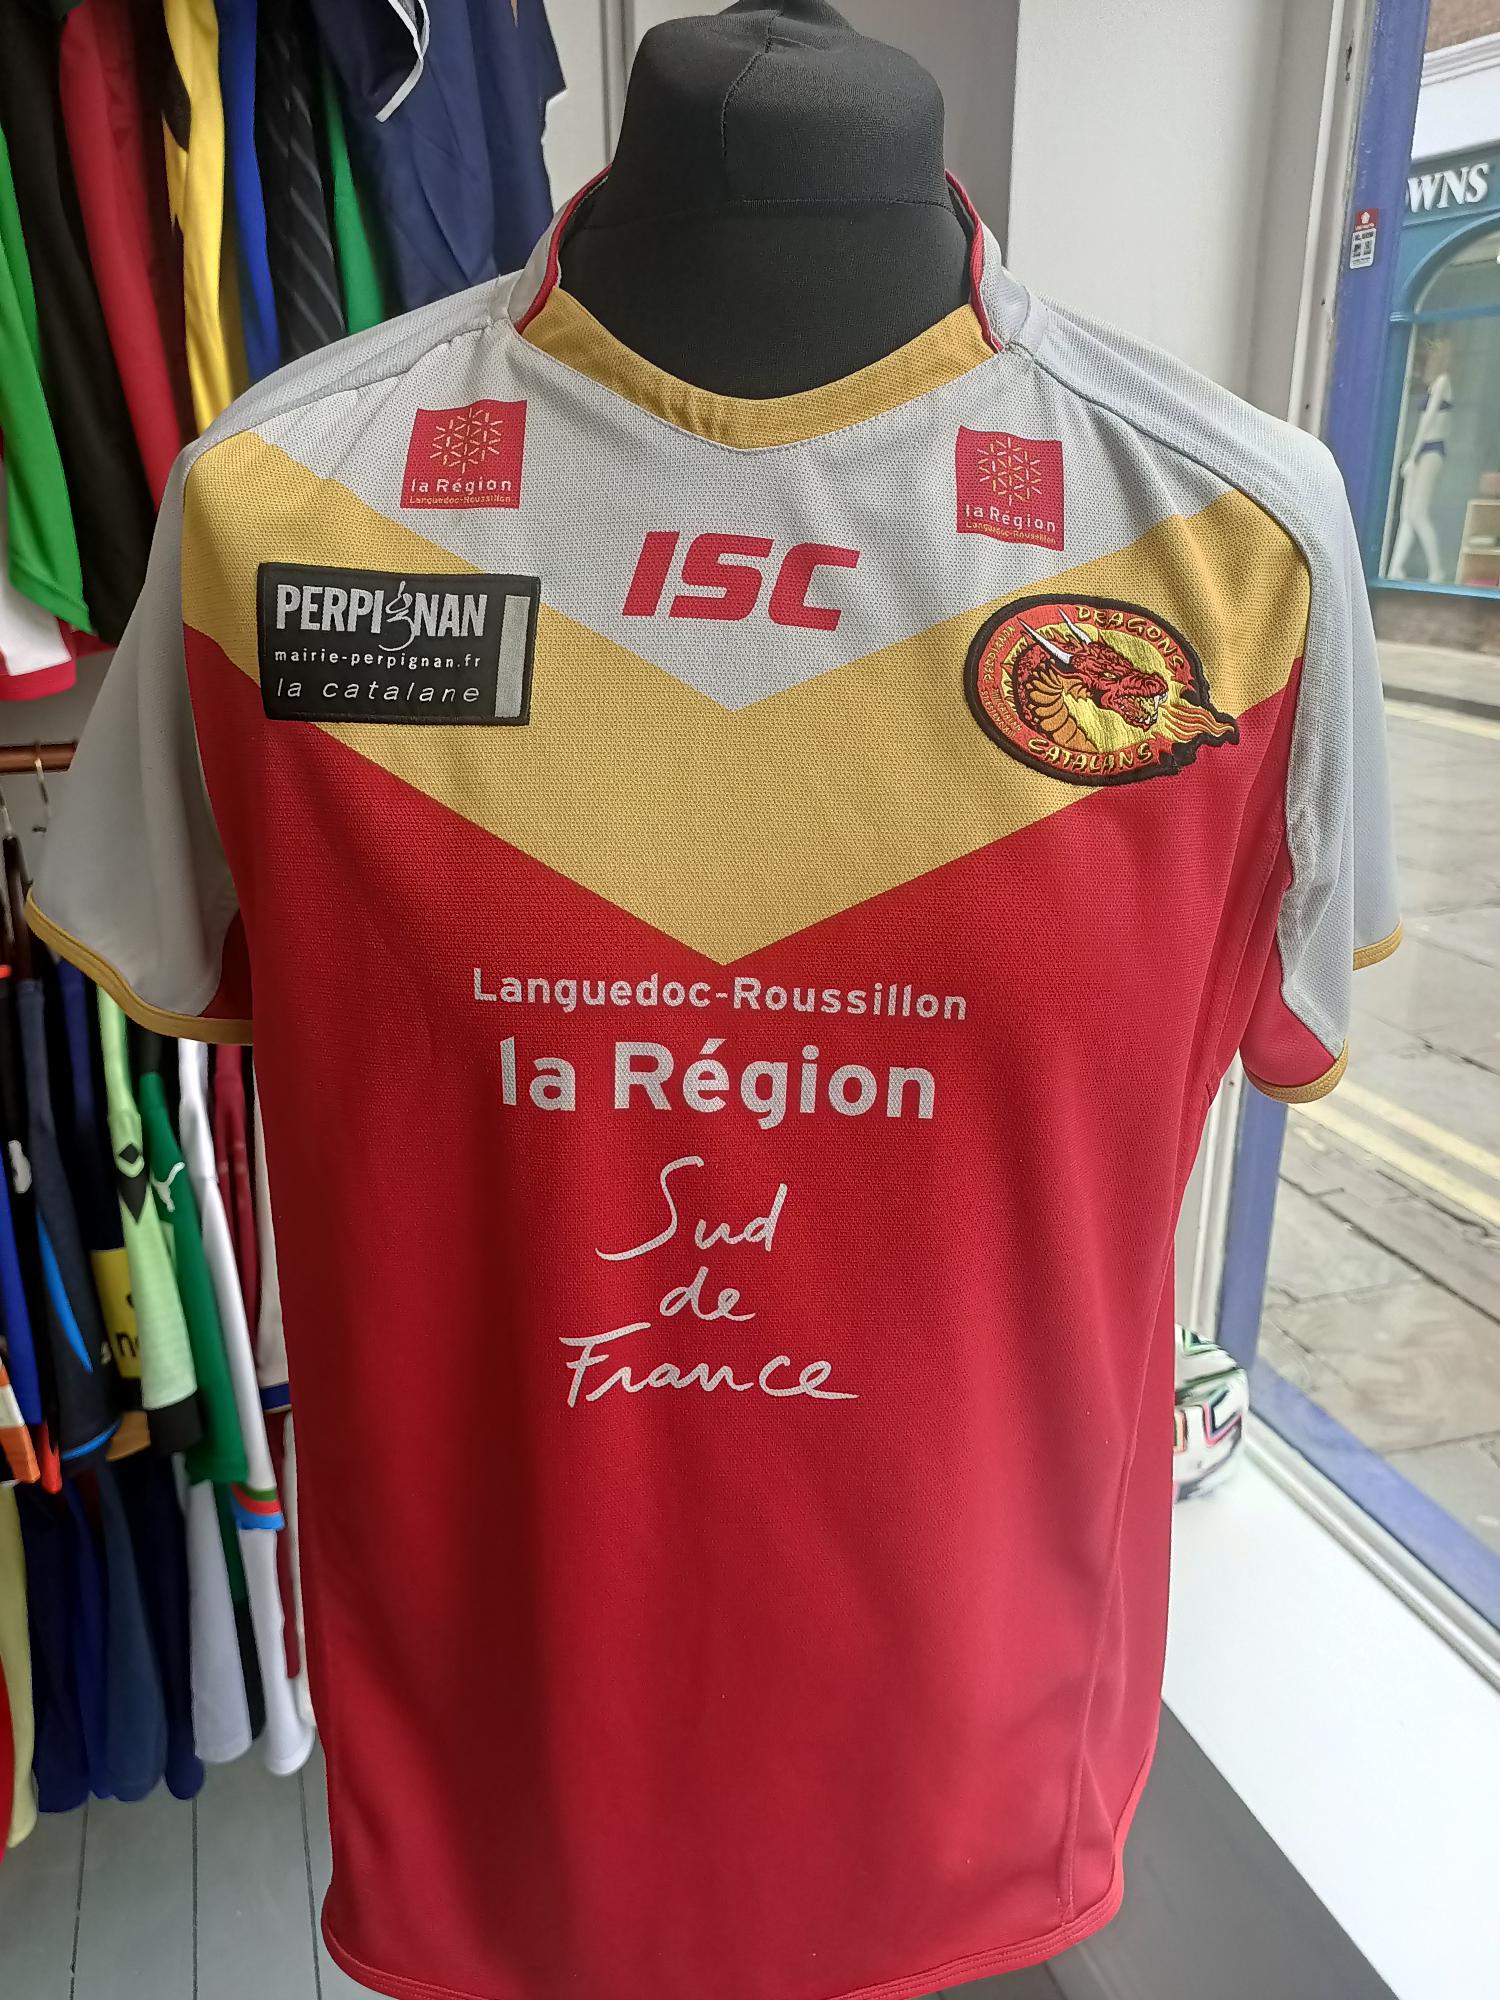 WNS
la Région
Languedoc-Roussillon
la Région
Languedoc-Roussillon
ISC
PERPIGNAN
mairie-perpignan.fr
la catalane
DRAGONS
CATALANS
Languedoc-Roussillon
la Région
Sud
de
France